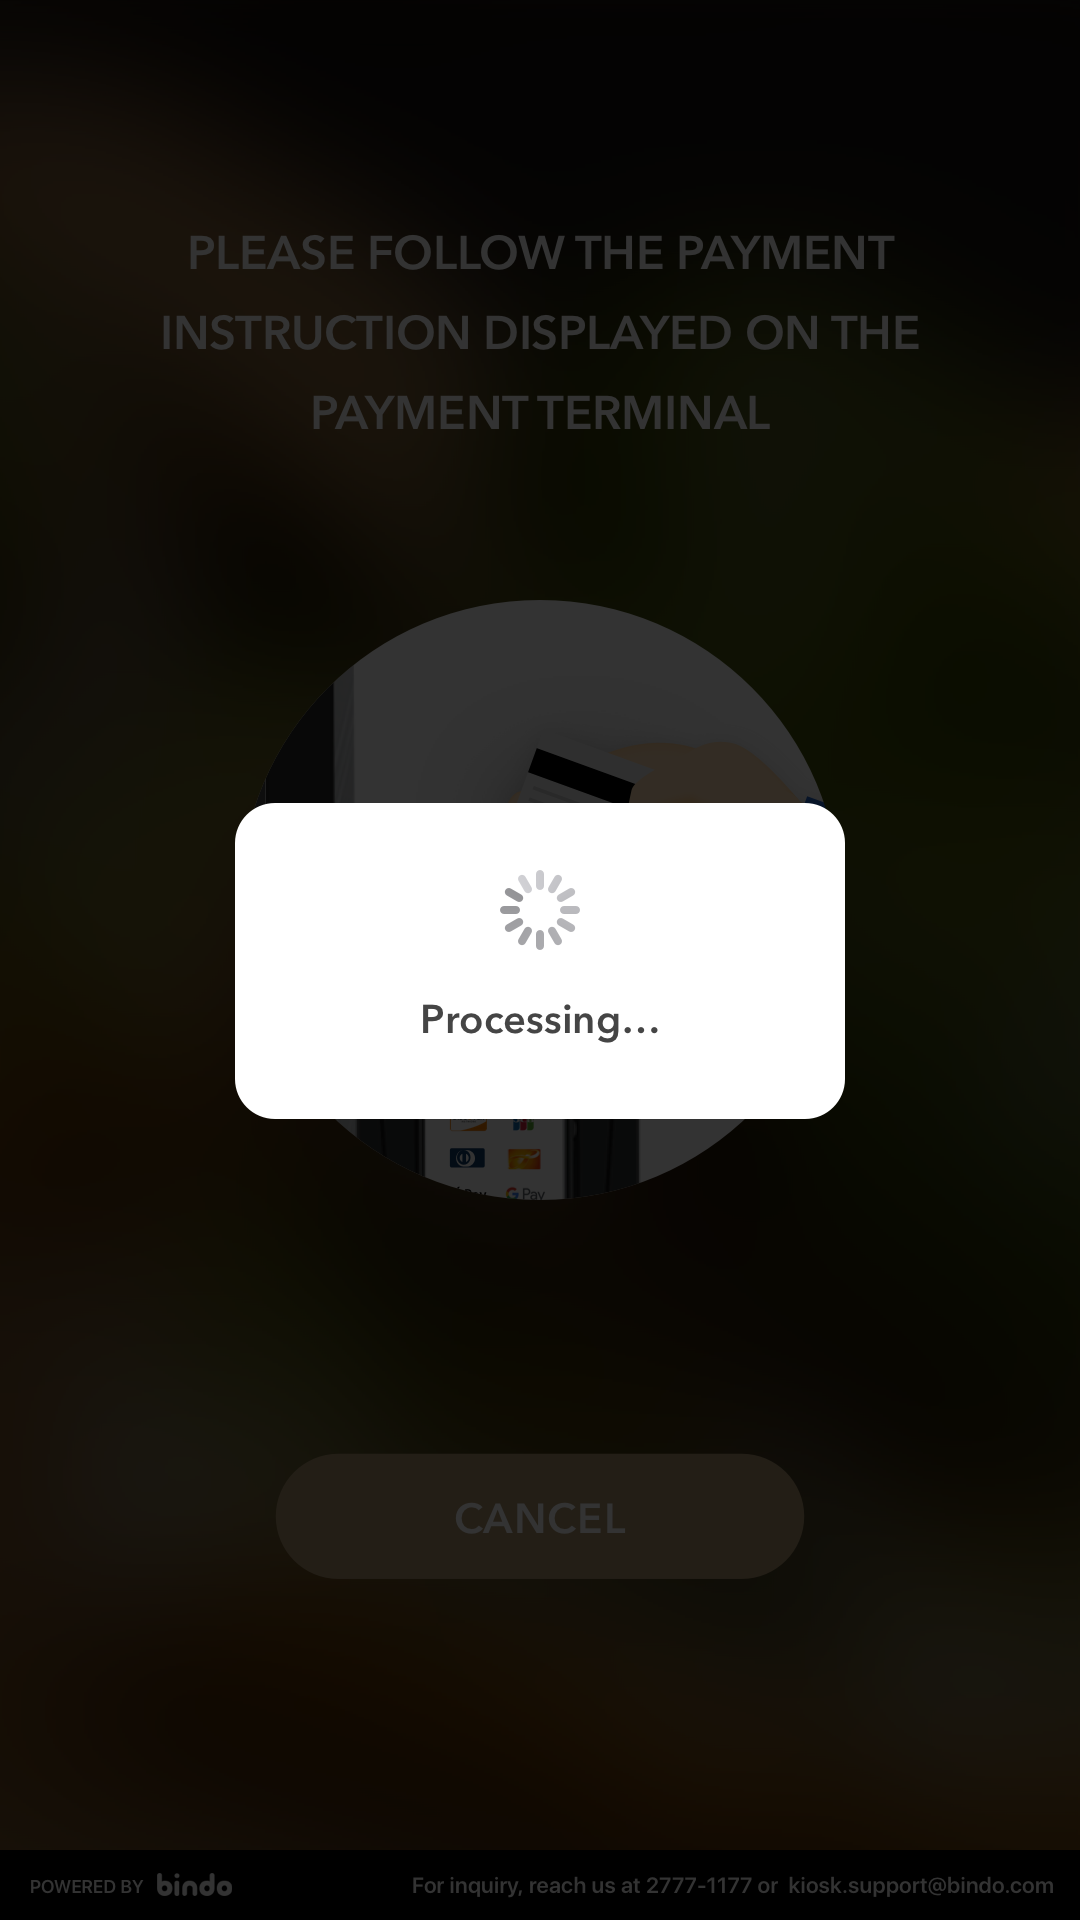 PLEASE FOLLOW THE PAYMENT
INSTRUCTION DISPLAYED ON THE
PAYMENT TERMINAL
Processing...
G Pay
CANCEL
POWERED BY bindo
For inquiry, reach us at 2777-1177 or kiosk.support@bindo.com